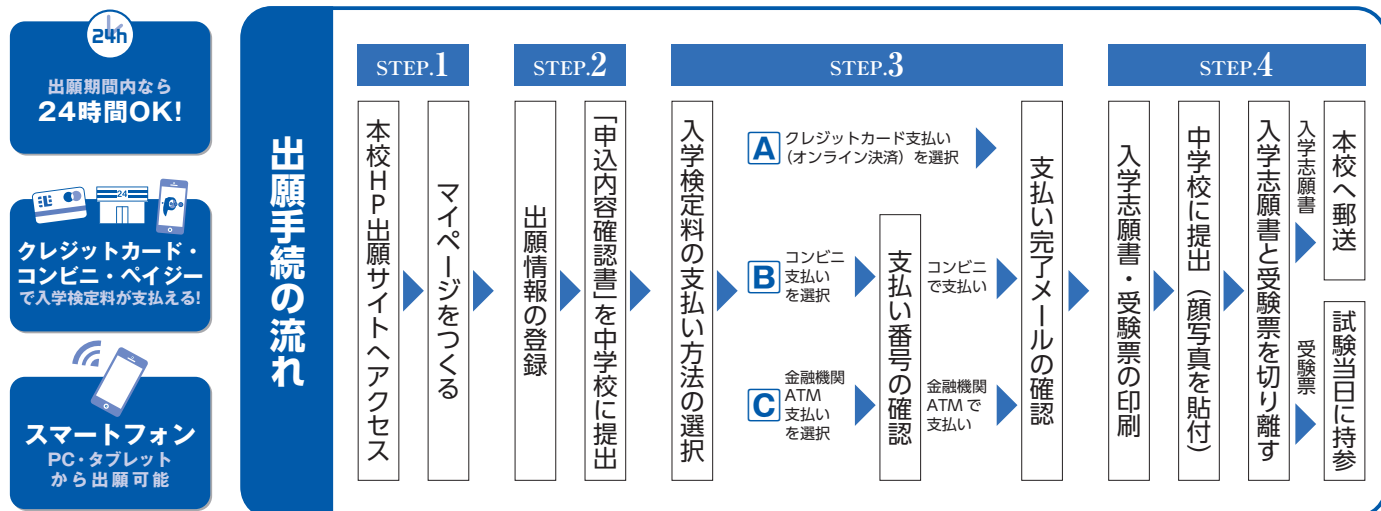 24h
出願期間内なら
24時間OK!
24
クレジットカード・
コンビニ・ペイジー
で入学検定料が支払える!
スマートフォン
PC・タブレット
から出願可能
出願手続の流れ
STEP.1
本校HP出願サイトへアクセス
マイページをつくる
STEP.2
出願情報の登録
「申込内容確認書」を中学校に提出
STEP.3
入学検定料の支払い方法の選択
A
クレジットカード支払い
（オンライン決済）を選択
B
コンビニ
支払い
を選択
C
金融機関
ATM
支払い
を選択
支払い番号の確認
コンビニ
で支払い
金融機関
ATMで
支払い
支払い完了メールの確認
STEP.4
入学志願書・受験票の印刷
中学校に提出（顔写真を貼付）
入学志願書と受験票を切り離す
入学志願書
本校へ郵送
受験票
試験当日に持参